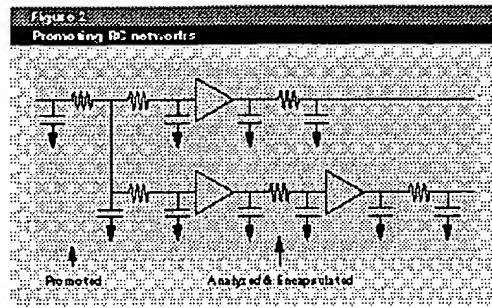 Figure 2
Promoting RC networks
Promoted
Analyzed & Encapsulated